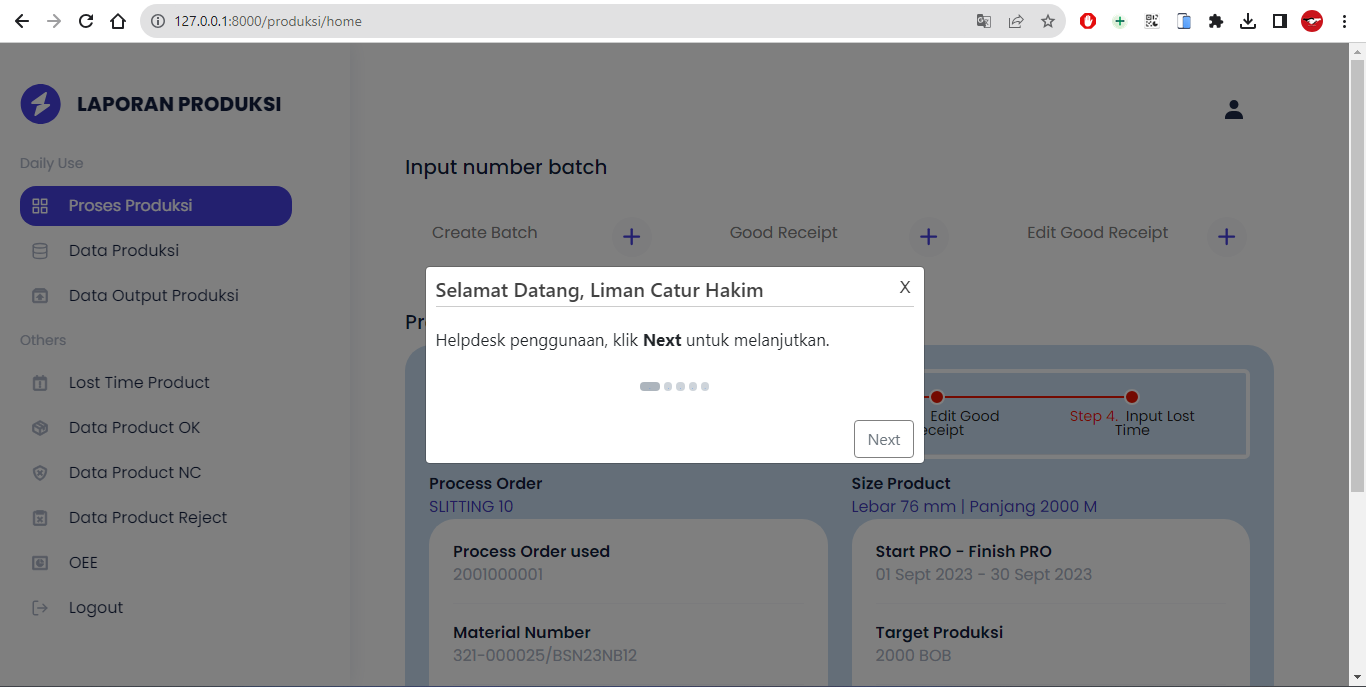 127.0.0.1:8000/produksi/home
LAPORAN PRODUKSI
Daily Use
Proses Produksi
Data Produksi
Data Output Produksi
Others
Lost Time Product
Data Product OK
Data Product NC
Data Product Reject
OEE
Logout
Input number batch
Create Batch
Good Receipt
Edit Good Receipt
Selamat Datang, Liman Catur Hakim
X
Helpdesk penggunaan, klik Next untuk melanjutkan.
Next
Pr
Edit Good
eceipt
Step 4. Input Lost
Time
Process Order
SLITTING 10
Process Order used
2001000001
Material Number
321-000025/BSN23NB12
Size Product
Lebar 76 mm | Panjang 2000 M
Start PRO - Finish PRO
01 Sept 2023 - 30 Sept 2023
Target Produksi
2000 BOB